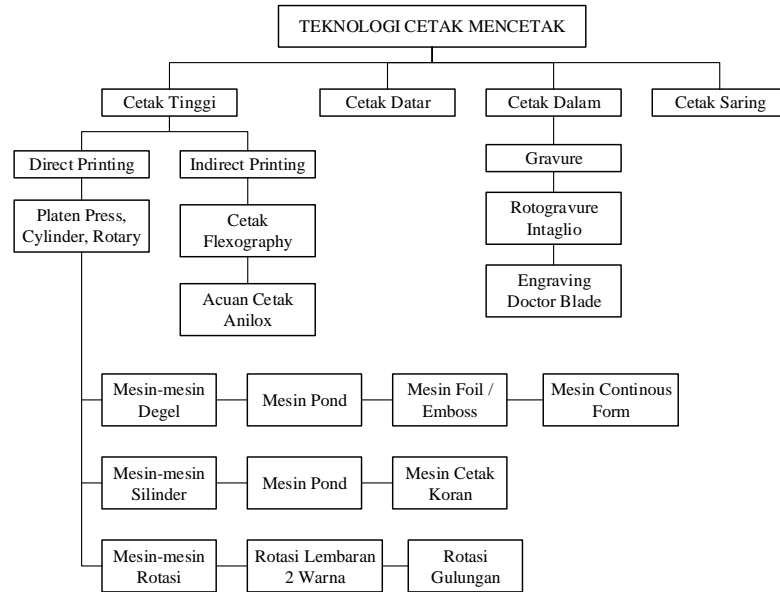 TEKNOLOGI CETAK MENCETAK
Cetak Tinggi
Cetak Datar
Cetak Dalam
Cetak Saring
Direct Printing
Indirect Printing
Gravure
Platen Press,
Cylinder, Rotary
Cetak
Flexography
Rotogravure
Intaglio
Acuan Cetak
Anilox
Engraving
Doctor Blade
Mesin-mesin
Degel
Mesin Pond
Mesin Foil /
Emboss
Mesin Continous
Form
Mesin-mesin
Silinder
Mesin Pond
Mesin Cetak
Koran
Mesin-mesin
Rotasi
Rotasi Lembaran
2 Warna
Rotasi
Gulungan